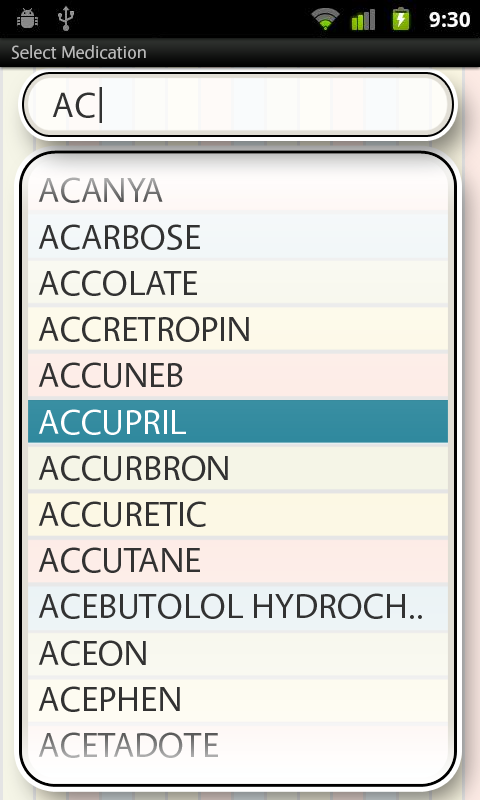 9:30
Select Medication
AC
ACANYA
ACARBOSE
ACCOLATE
ACCRETROPIN
ACCUNEB
ACCUPRIL
ACCURBRON
ACCURETIC
ACCUTANE
ACEBUTOLOL HYDROCH..
ACEON
ACEPHEN
ACETADOTE